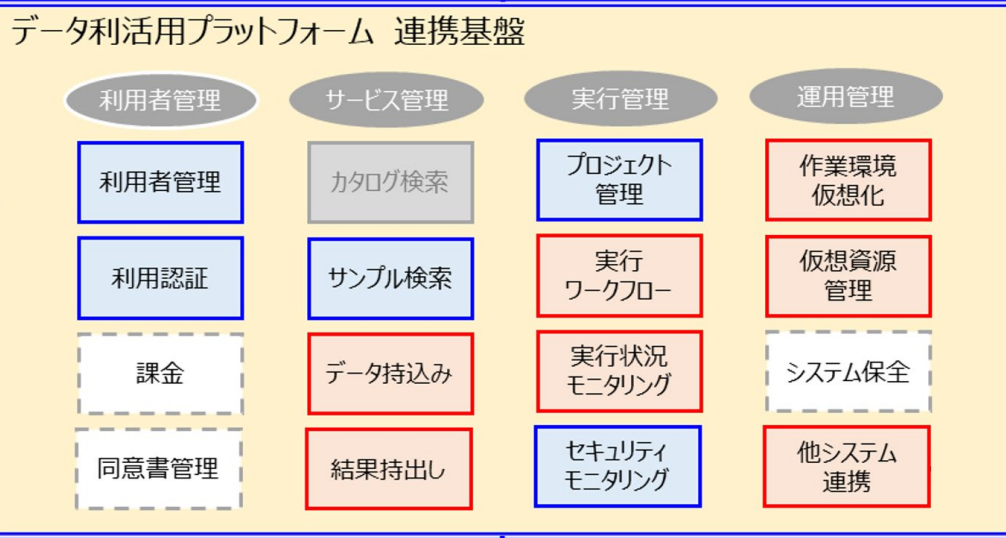 データ利活用プラットフォーム 連携基盤
利用者管理
サービス管理
実行管理
運用管理
利用者管理
カタログ検索
プロジェクト
管理
作業環境
仮想化
利用認証
サンプル検索
実行
ワークフロー
仮想資源
管理
課金
データ持込み
実行状況
モニタリング
システム保全
同意書管理
結果持出し
セキュリティ
モニタリング
他システム
連携